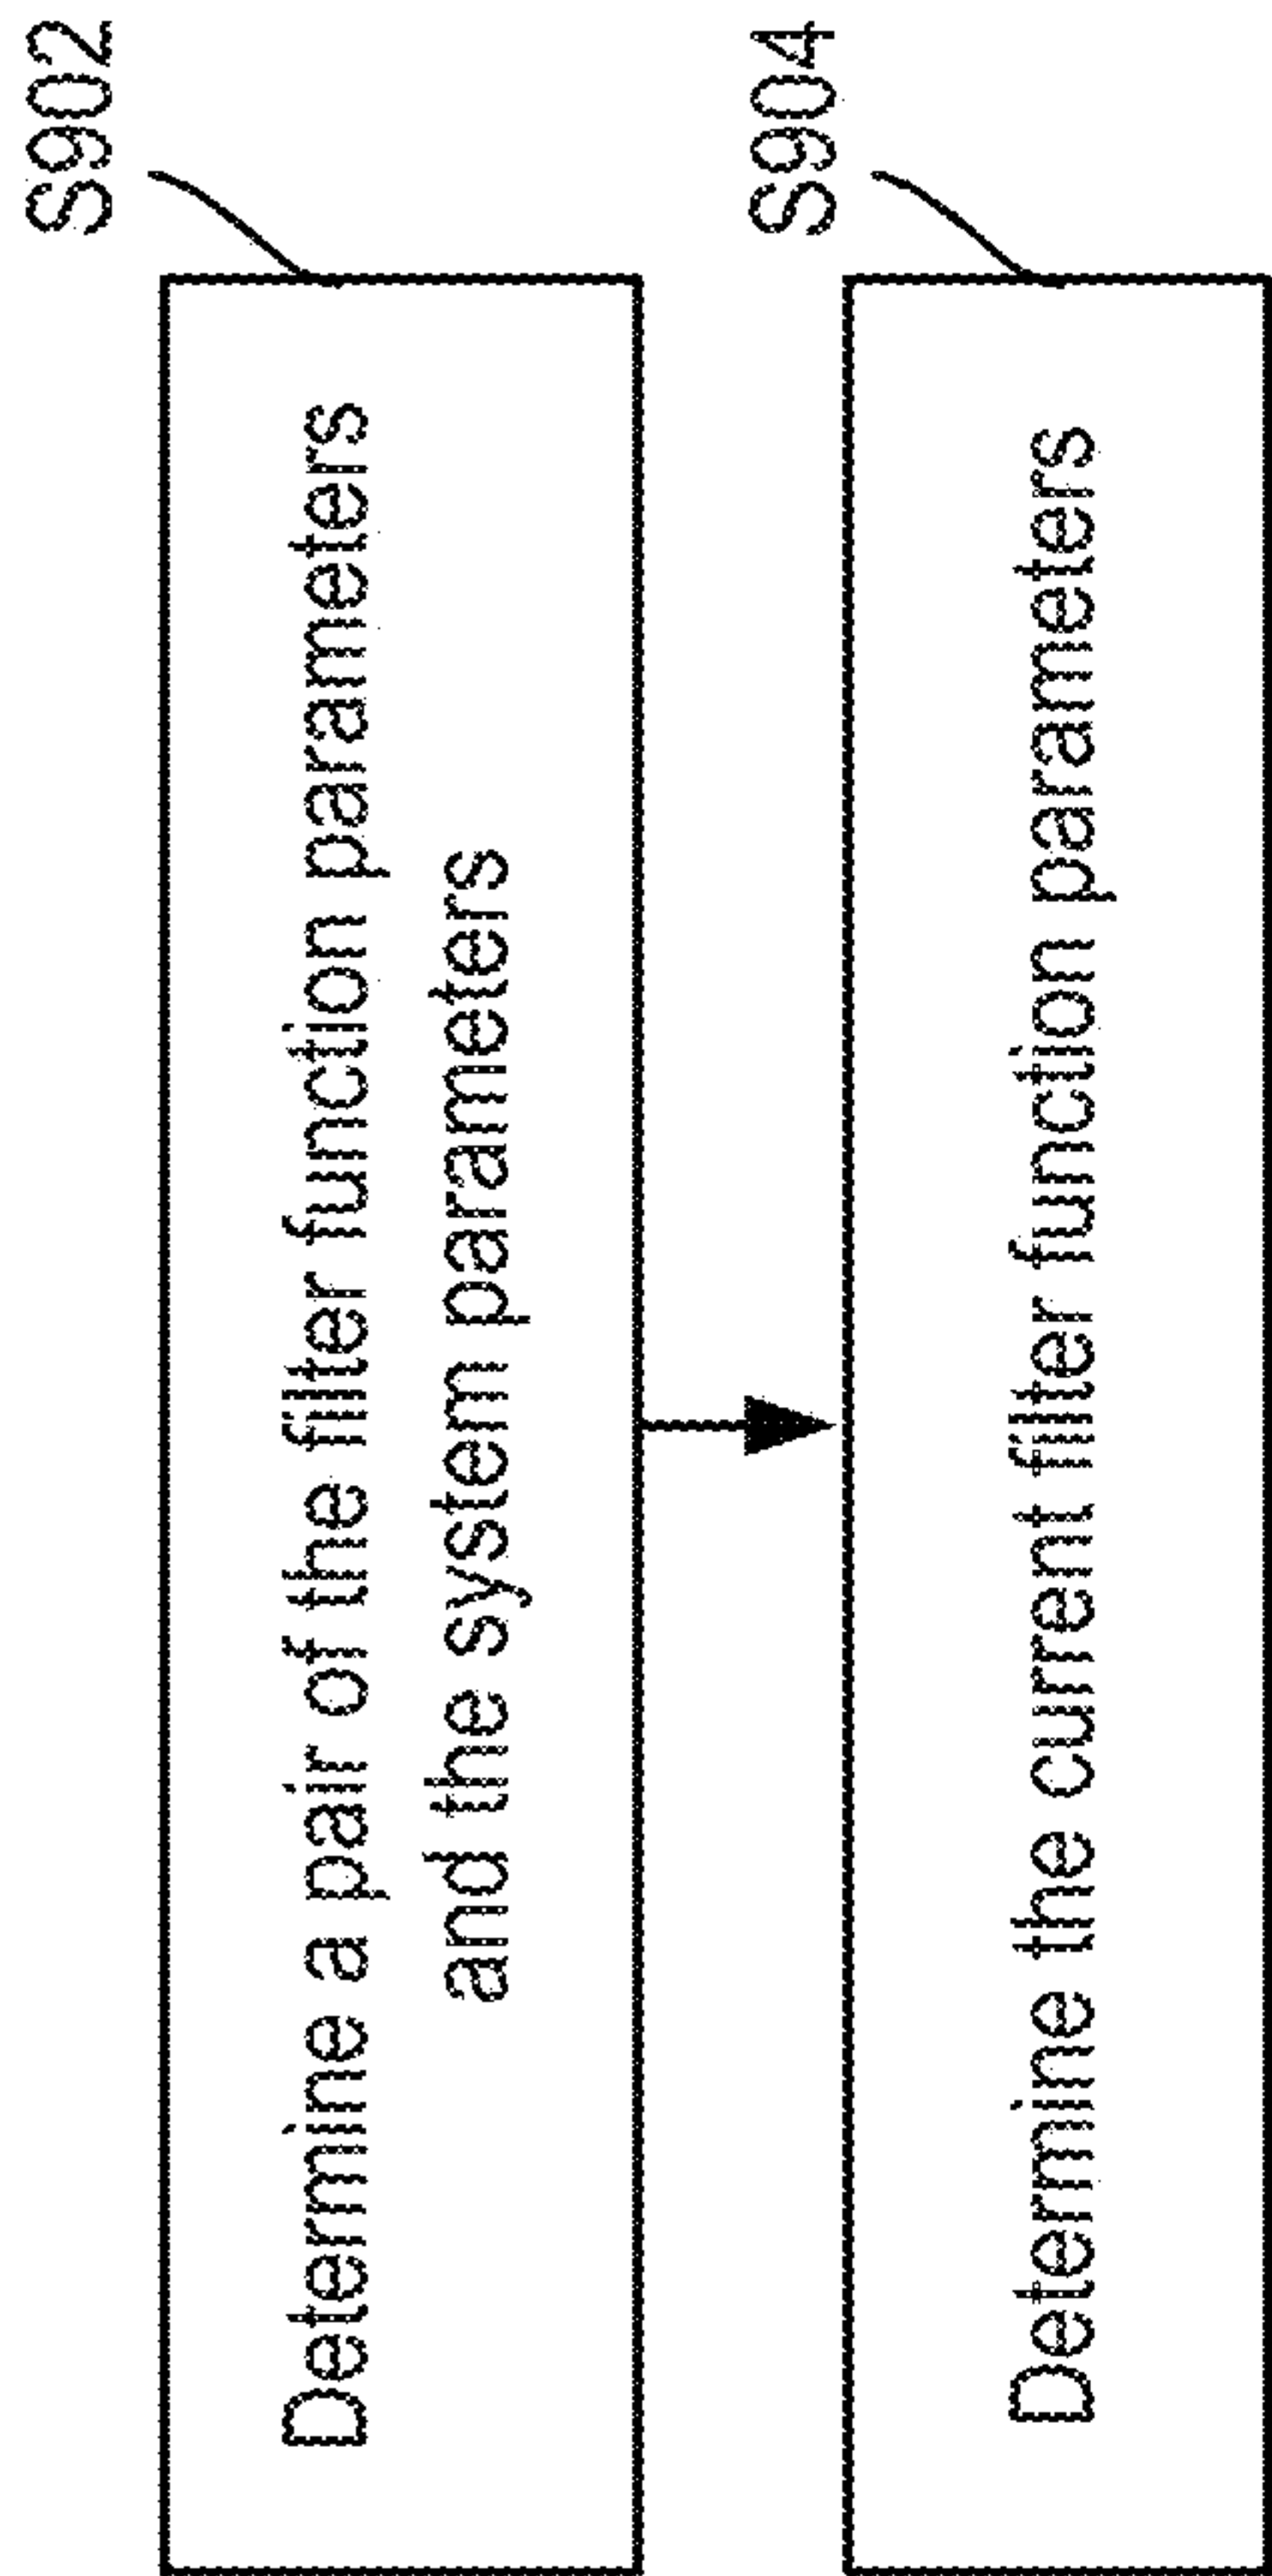 S902
Determine a pair of the filter function parameters
and the system parameters
S904
Determine the current filter function parameters